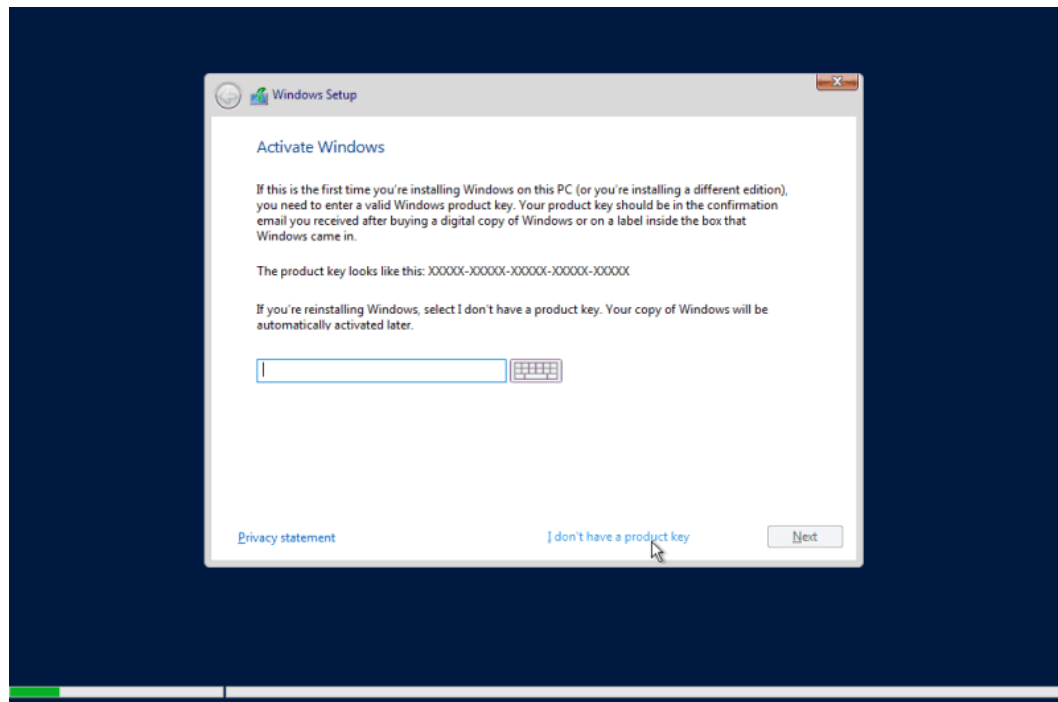 Windows Setup
Activate Windows
If this is the first time you're installing Windows on this PC (or you're installing a different edition),
you need to enter a valid Windows product key. Your product key should be in the confirmation
email you received after buying a digital copy of Windows or on a label inside the box that
Windows came in.
The product key looks like this: XXXXX-XXXXX-XXXXX-XXXXX-XXXXX
If you're reinstalling Windows, select I don't have a product key. Your copy of Windows will be
automatically activated later.
Privacy statement
I don't have a product key
Next